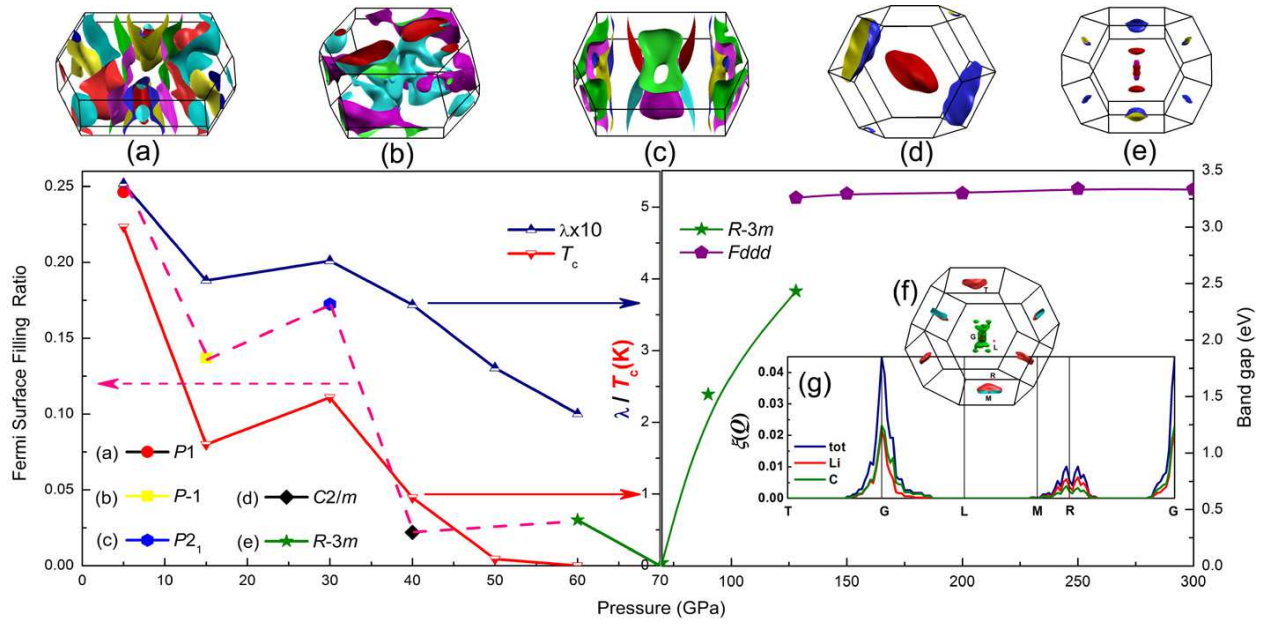 (a)
(b)
(c)
(d)
(e)
Fermi Surface Filling Ratio
0.25
0.20
0.15
0.10
0.05
0.00
λx10
Tc
(a) P1
(b) P-1
(c) P21
(d) C2/m
(e) R-3m
5
4
2
1
0
λ / Tc(K)
R-3m
Fddd
(f)
T
G
L
R
M
(g)
ξ(Q)
0.04
0.03
0.02
0.01
0.00
tot
Li
C
T G L M R G
3.5
3.0
2.5
2.0
1.5
1.0
0.5
0.0
Band gap (eV)
0 10 20 30 40 50 60 70 100 150 200 250 300
Pressure (GPa)